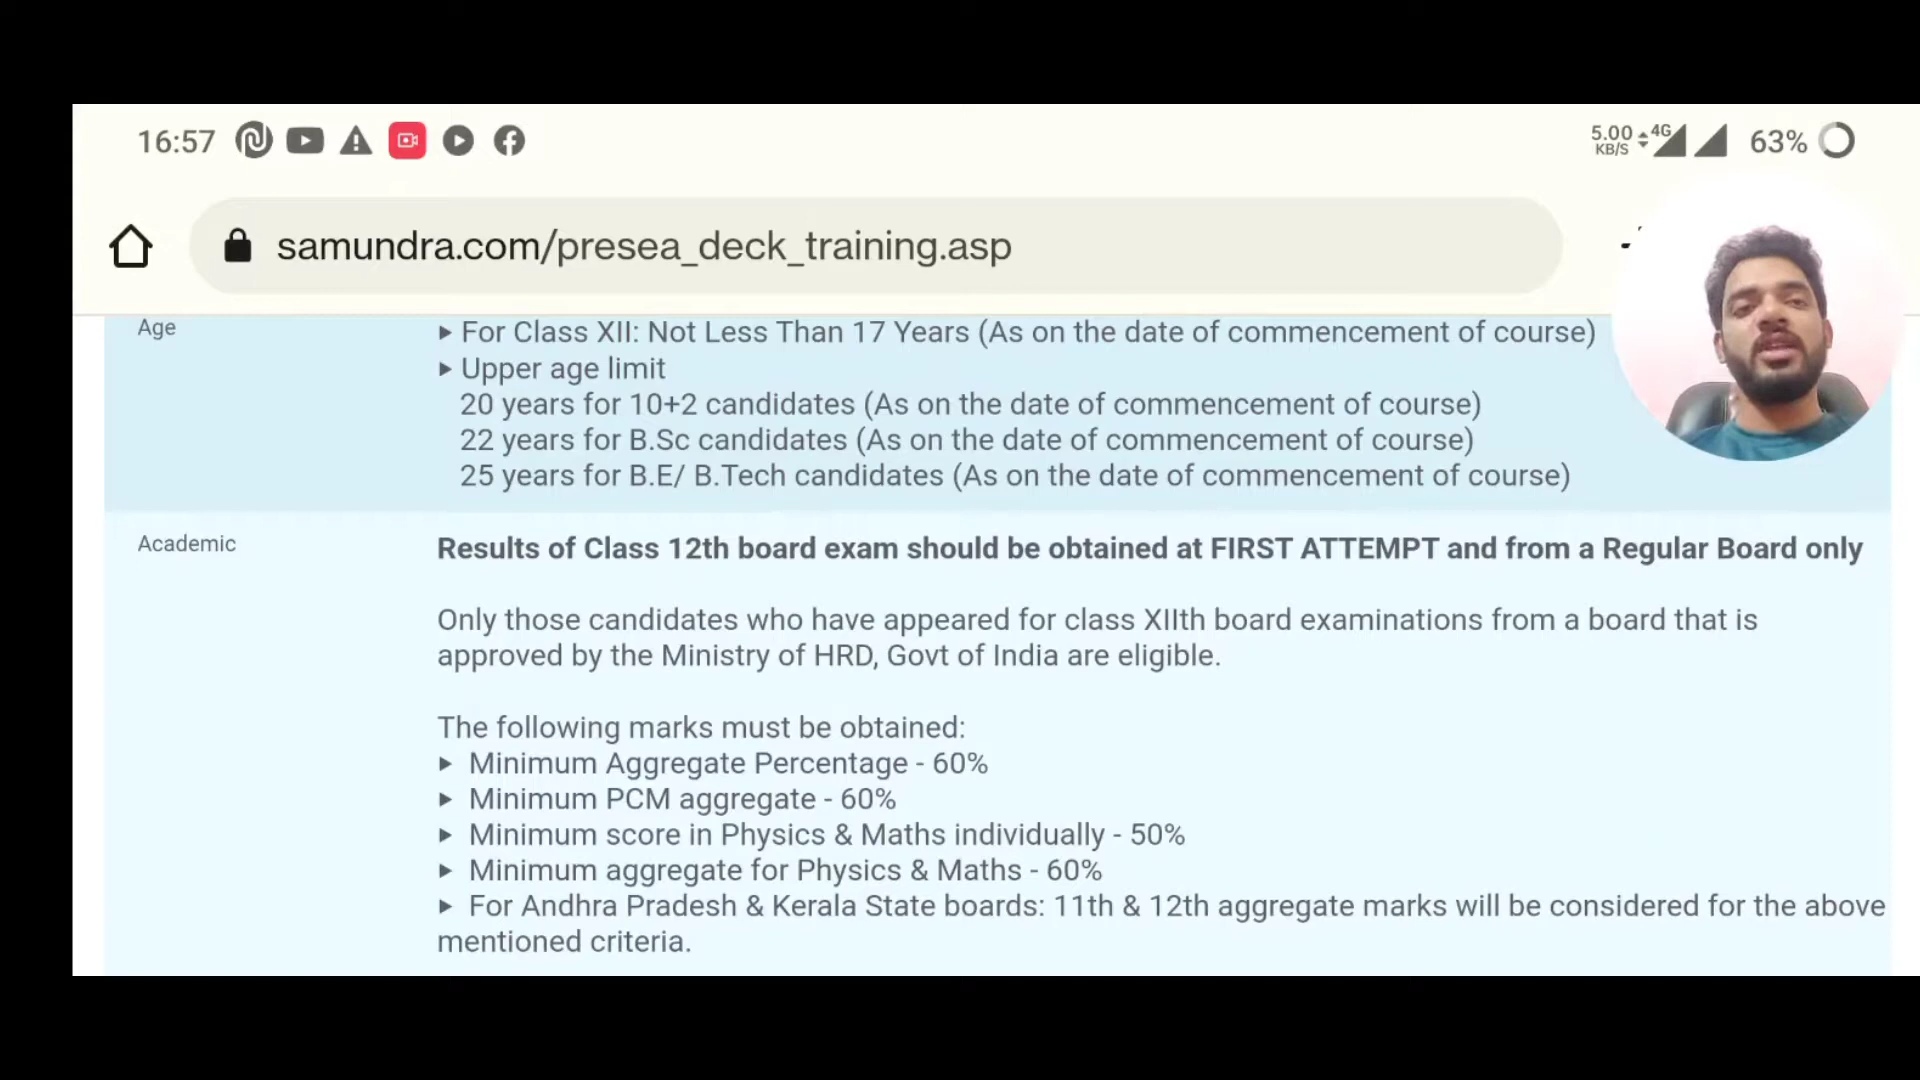 16:57
5.00 KB/S 4G 63%
samundra.com/presea_deck_training.asp
Age
▸ For Class XII: Not Less Than 17 Years (As on the date of commencement of course)
▸ Upper age limit
20 years for 10+2 candidates (As on the date of commencement of course)
22 years for B.Sc candidates (As on the date of commencement of course)
25 years for B.E/ B.Tech candidates (As on the date of commencement of course)
Academic
Results of Class 12th board exam should be obtained at FIRST ATTEMPT and from a Regular Board only
Only those candidates who have appeared for class XIIth board examinations from a board that is
approved by the Ministry of HRD, Govt of India are eligible.
The following marks must be obtained:
▸ Minimum Aggregate Percentage - 60%
▸ Minimum PCM aggregate - 60%
▸ Minimum score in Physics & Maths individually - 50%
▸ Minimum aggregate for Physics & Maths - 60%
▸ For Andhra Pradesh & Kerala State boards: 11th & 12th aggregate marks will be considered for the above
mentioned criteria.